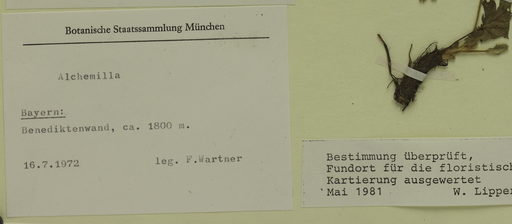 Botanische Staatssammlung München
Alchemilla
Bayern:
Benediktenwand, ca. 1800 m.
16.7.1972 leg. F.Wartner
Bestimmung überprüft,
Fundort für die floristisch
Kartierung ausgewertet
Mai 1981 W. Lipper